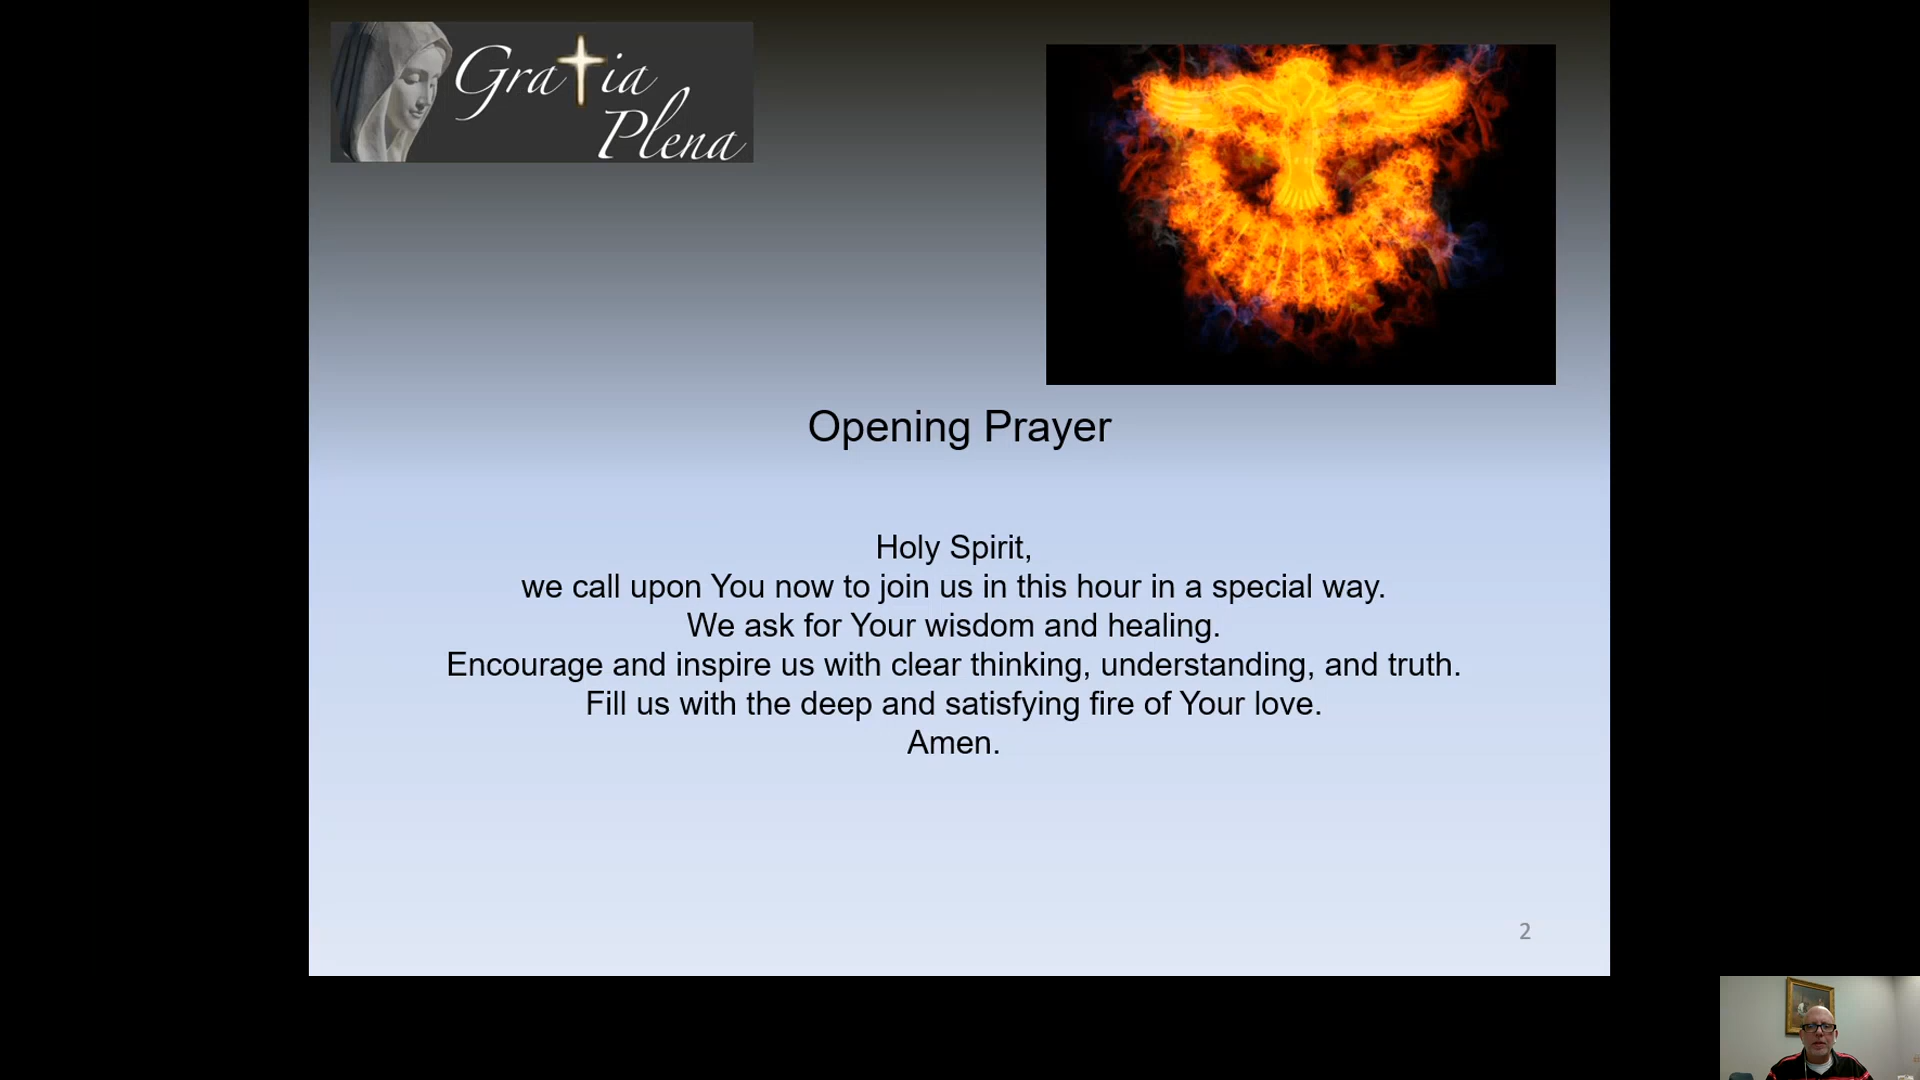 Gratia
Plena
Opening Prayer
Holy Spirit,
we call upon You now to join us in this hour in a special way.
We ask for Your wisdom and healing.
Encourage and inspire us with clear thinking, understanding, and truth.
Fill us with the deep and satisfying fire of Your love.
Amen.
2